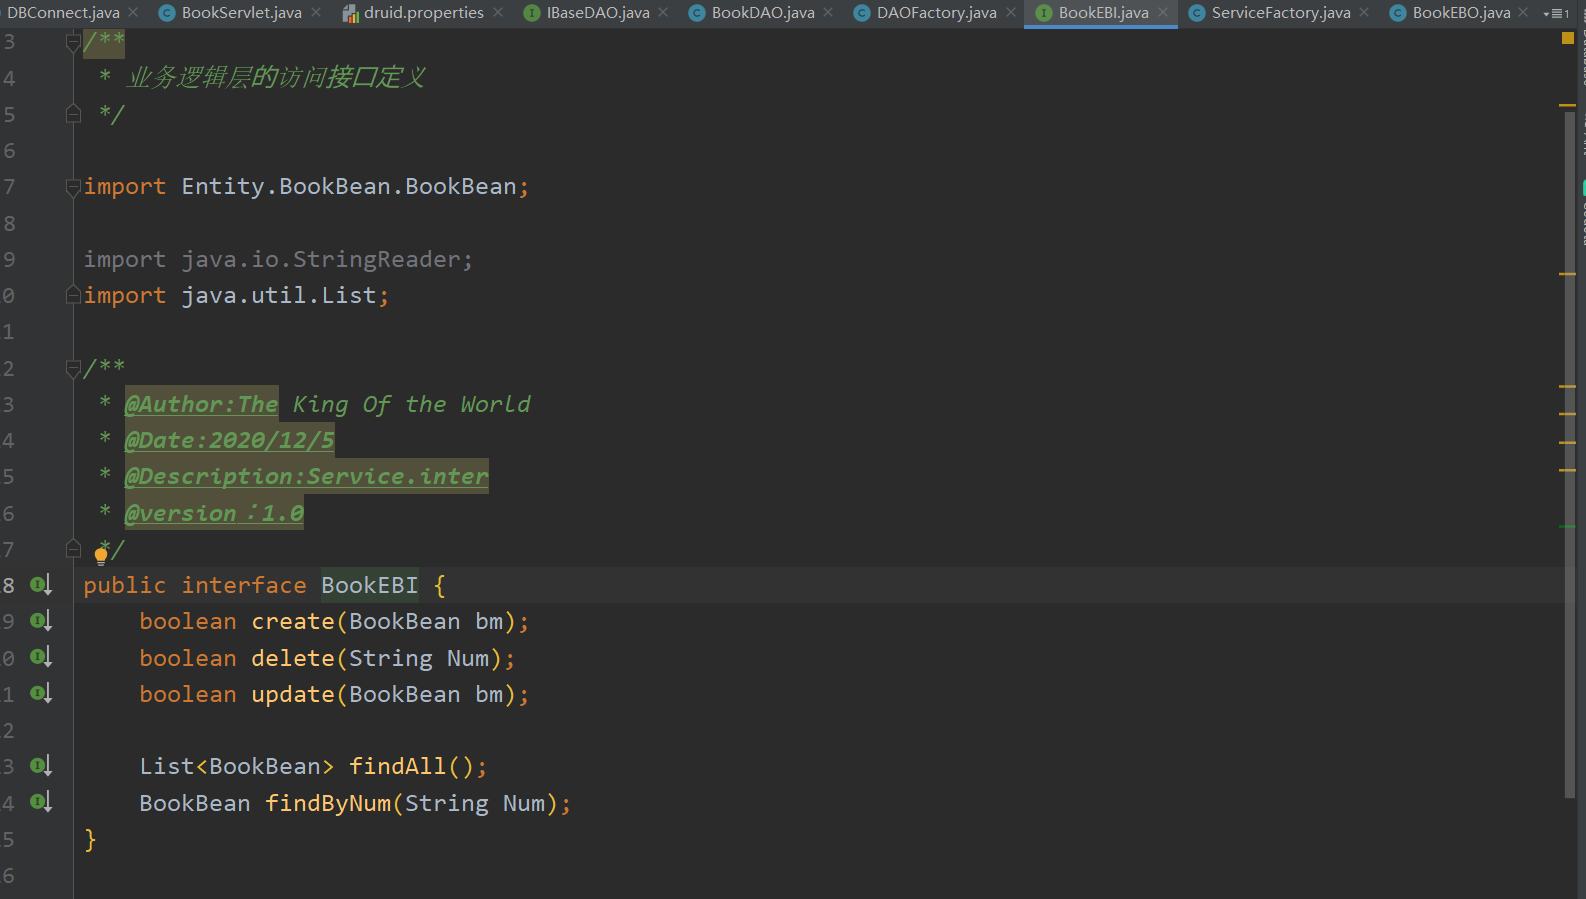 DBConnect.java BookServlet.java druid.properties IBaseDAO.java BookDAO.java DAOFactory.java BookEBI.java ServiceFactory.java BookEBO.java
3 /**
4 * 业务逻辑层的访问接口定义
5 */
6
7 import Entity.BookBean.BookBean;
8
9 import java.io.StringReader;
0 import java.util.List;
1
2 /**
3 * @Author:The King Of the World
4 * @Date:2020/12/5
5 * @Description:Service.inter
6 * @version：1.0
7 */
8 public interface BookEBI {
9 boolean create(BookBean bm);
0 boolean delete(String Num);
1 boolean update(BookBean bm);
2
3 List<BookBean> findAll();
4 BookBean findByNum(String Num);
5 }
6